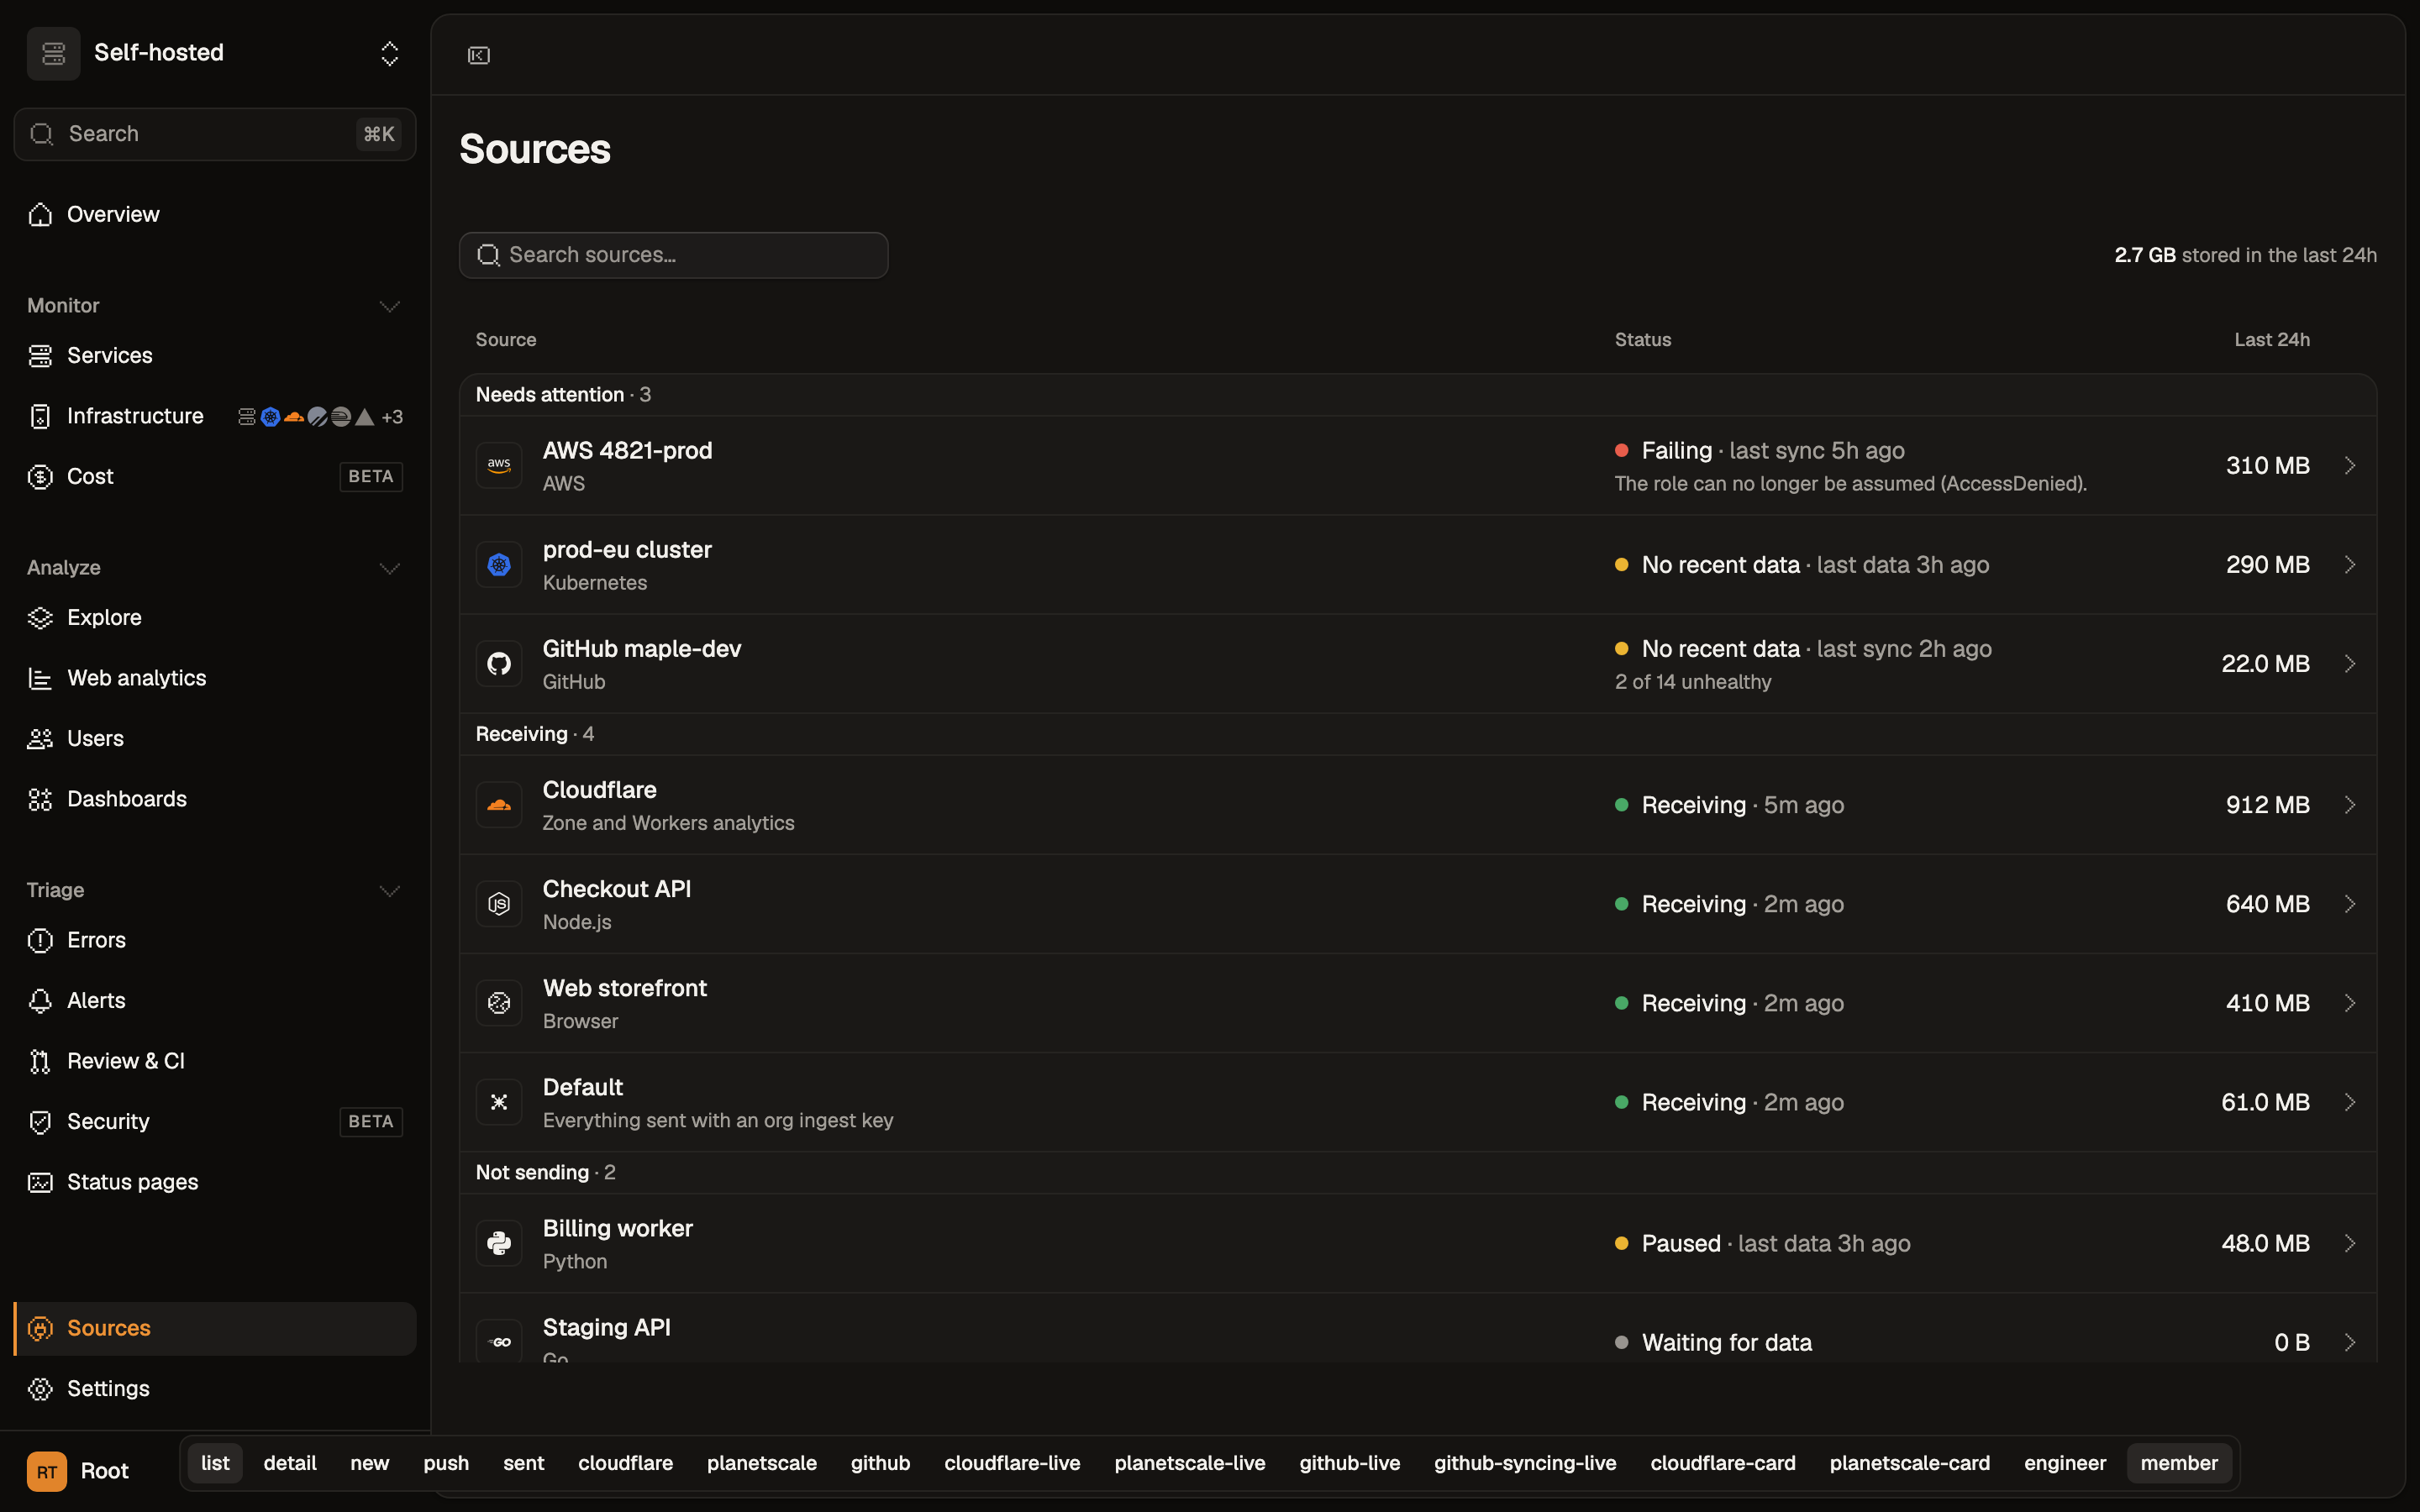 Self-hosted
Search ⌘K
Overview
Monitor
Services
Infrastructure +3
Cost BETA
Analyze
Explore
Web analytics
Users
Dashboards
Triage
Errors
Alerts
Review & CI
Security BETA
Status pages
Sources
Settings
RT Root
Sources
Search sources...
2.7 GB stored in the last 24h
Source Status Last 24h
Needs attention · 3
aws
AWS 4821-prod
AWS
Failing · last sync 5h ago
The role can no longer be assumed (AccessDenied).
310 MB
prod-eu cluster
Kubernetes
No recent data · last data 3h ago
290 MB
GitHub maple-dev
GitHub
No recent data · last sync 2h ago
2 of 14 unhealthy
22.0 MB
Receiving · 4
Cloudflare
Zone and Workers analytics
Receiving · 5m ago
912 MB
JS
Checkout API
Node.js
Receiving · 2m ago
640 MB
Web storefront
Browser
Receiving · 2m ago
410 MB
Default
Everything sent with an org ingest key
Receiving · 2m ago
61.0 MB
Not sending · 2
Billing worker
Python
Paused · last data 3h ago
48.0 MB
GO
Staging API
Go
Waiting for data
0 B
list detail new push sent cloudflare planetscale github cloudflare-live planetscale-live github-live github-syncing-live cloudflare-card planetscale-card engineer member